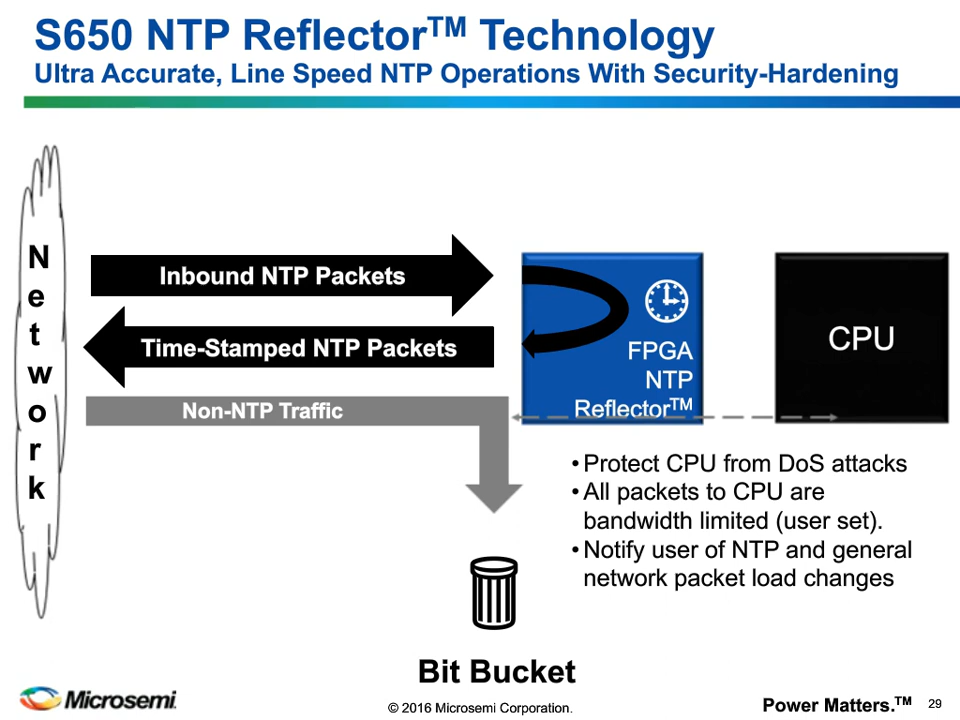 S650 NTP Reflector™ Technology
Ultra Accurate, Line Speed NTP Operations With Security-Hardening
Network
Inbound NTP Packets
Time-Stamped NTP Packets
Non-NTP Traffic
FPGA
NTP
Reflector™
CPU
• Protect CPU from DoS attacks
• All packets to CPU are
bandwidth limited (user set).
• Notify user of NTP and general
network packet load changes
Bit Bucket
Microsemi.
© 2016 Microsemi Corporation.
Power Matters.™
29